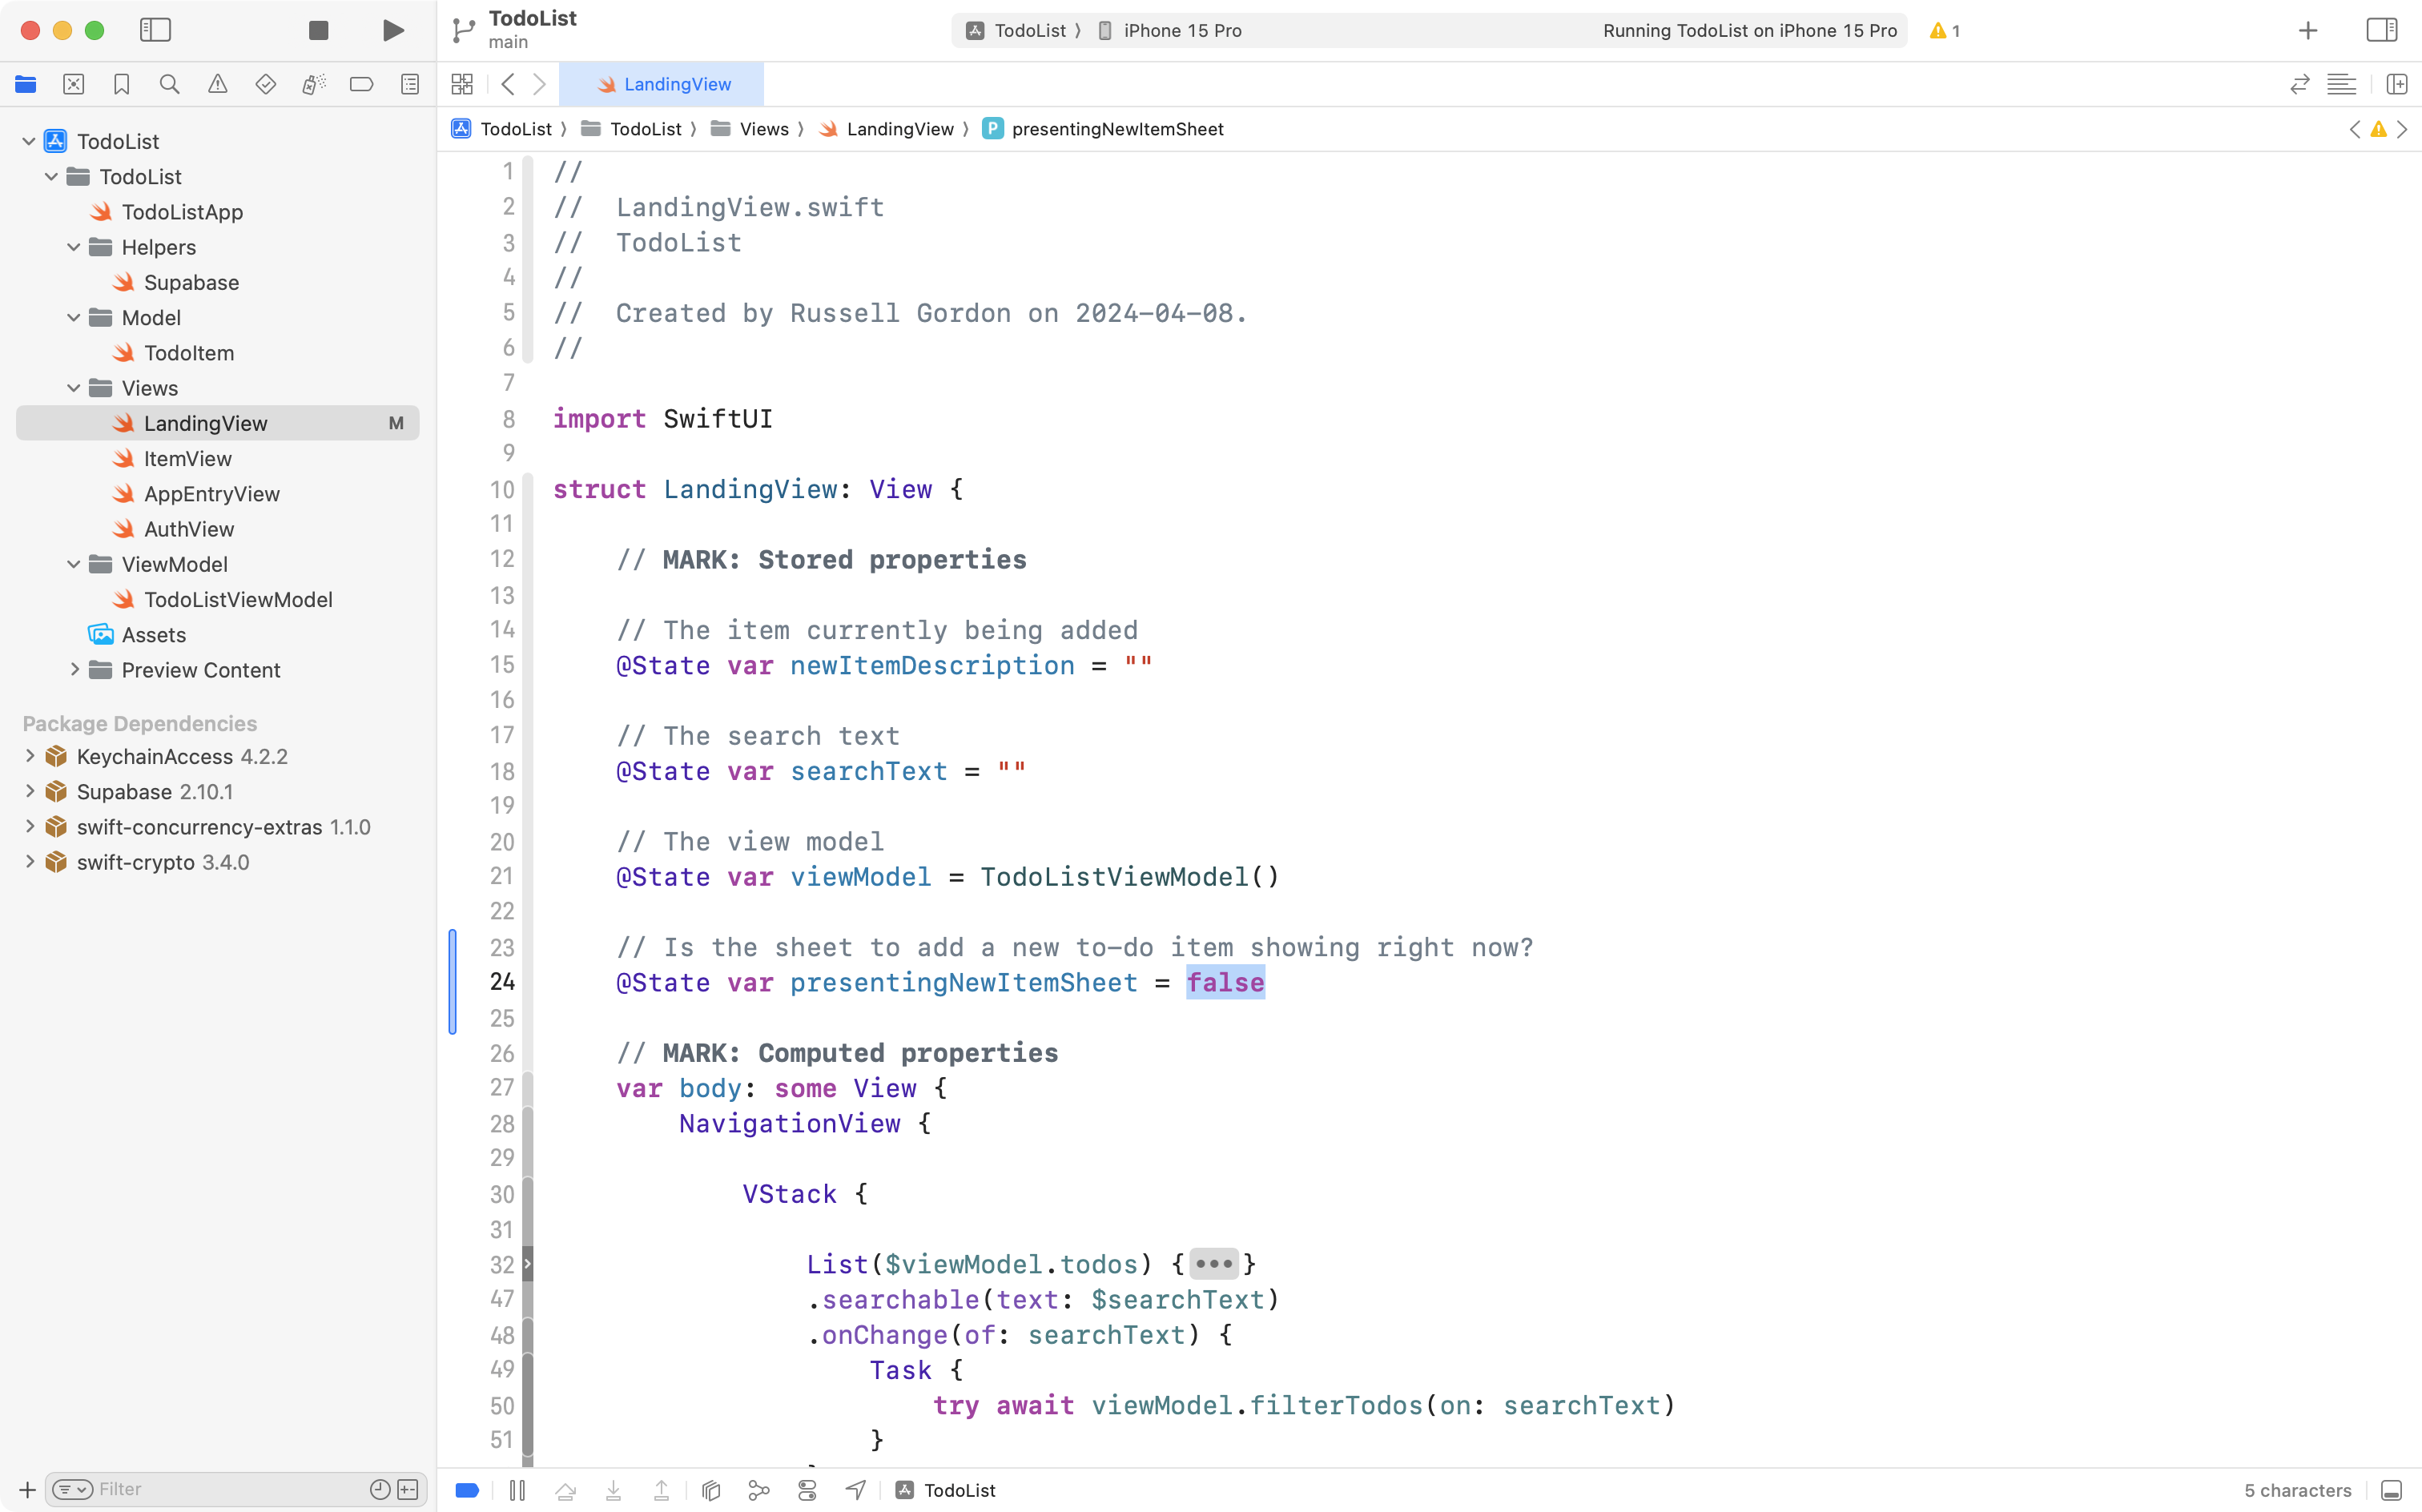 TodoList
main
TodoList 〉 iPhone 15 Pro
Running TodoList on iPhone 15 Pro
1
LandingView
TodoList 〉 TodoList 〉 Views 〉 LandingView 〉 P presentingNewItemSheet
TodoList
TodoList
TodoListApp
Helpers
Supabase
Model
TodoItem
Views
LandingView M
ItemView
AppEntryView
AuthView
ViewModel
TodoListViewModel
Assets
Preview Content
Package Dependencies
KeychainAccess 4.2.2
Supabase 2.10.1
swift-concurrency-extras 1.1.0
swift-crypto 3.4.0
Filter
1 //
2 //  LandingView.swift
3 //  TodoList
4 //
5 //  Created by Russell Gordon on 2024-04-08.
6 //
7
8 import SwiftUI
9
10 struct LandingView: View {
11
12     // MARK: Stored properties
13
14     // The item currently being added
15     @State var newItemDescription = ""
16
17     // The search text
18     @State var searchText = ""
19
20     // The view model
21     @State var viewModel = TodoListViewModel()
22
23     // Is the sheet to add a new to-do item showing right now?
24     @State var presentingNewItemSheet = false
25
26     // MARK: Computed properties
27     var body: some View {
28         NavigationView {
29
30             VStack {
31
32                 List($viewModel.todos) {•••}
47                 .searchable(text: $searchText)
48                 .onChange(of: searchText) {
49                     Task {
50                         try await viewModel.filterTodos(on: searchText)
51                     }
TodoList
5 characters